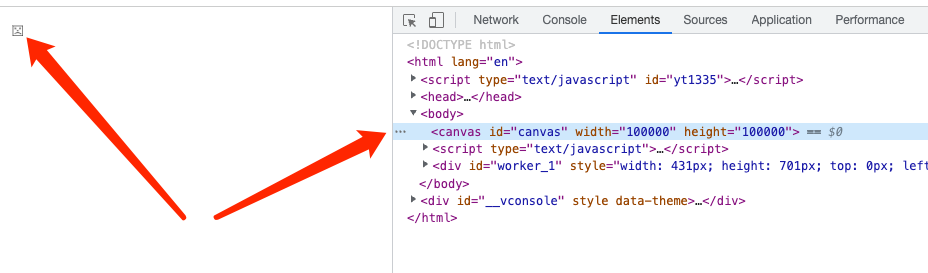 Network Console Elements Sources Application Performance
<!DOCTYPE html>
<html lang="en">
<script type="text/javascript" id="yt1335">…</script>
<head>…</head>
<body>
… <canvas id="canvas" width="100000" height="100000"> == $0
<script type="text/javascript">…</script>
<div id="worker_1" style="width: 431px; height: 701px; top: 0px; left
</body>
<div id="__vconsole" style data-theme>…</div>
</html>